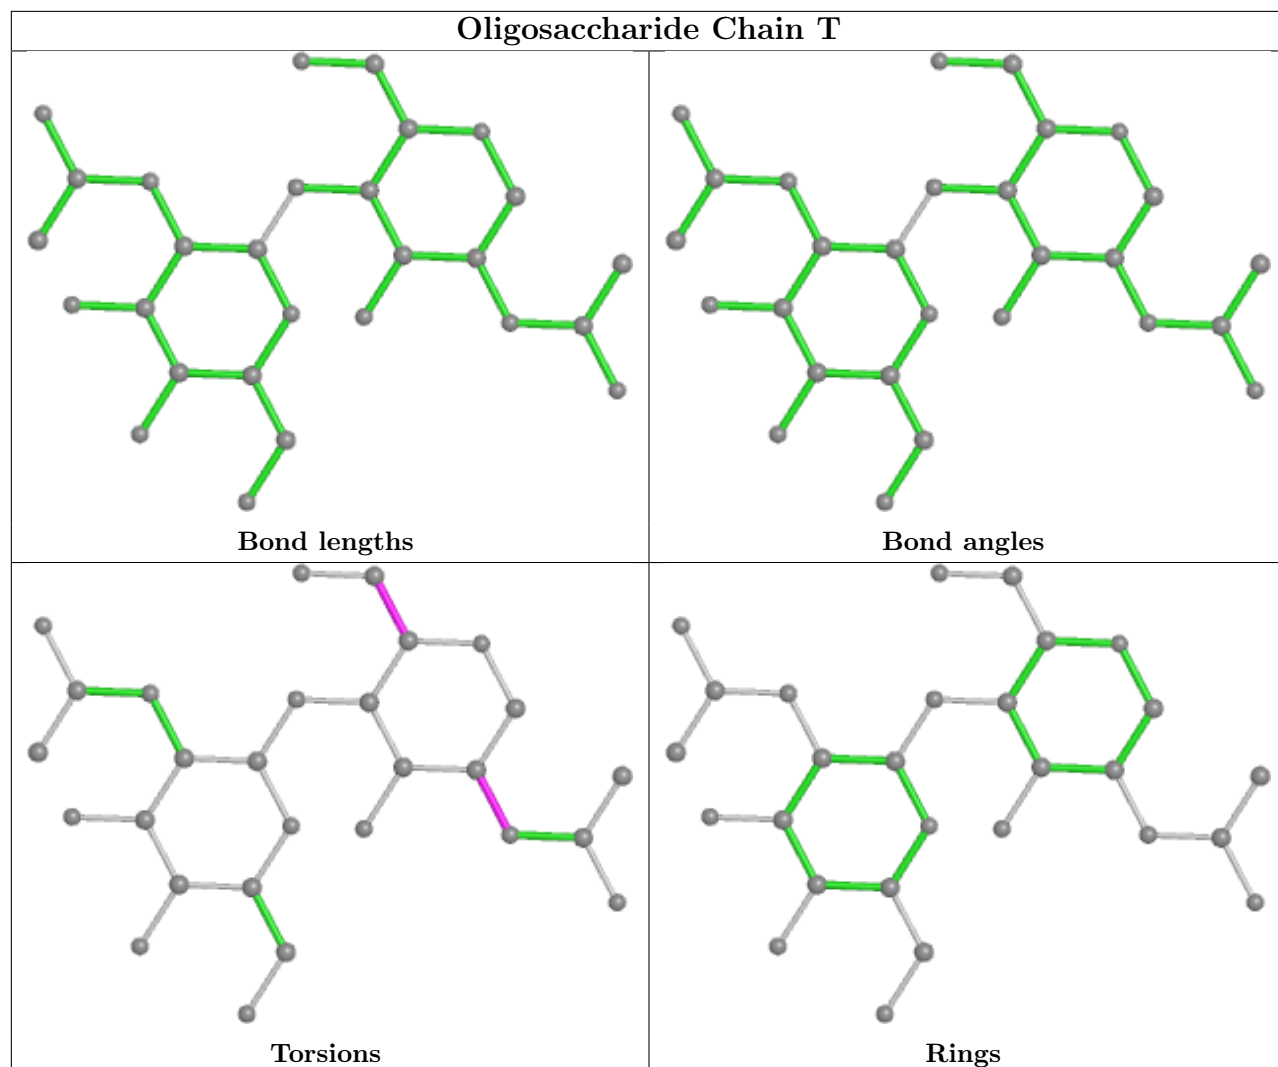 Oligosaccharide Chain T
Bond lengths
Bond angles
Torsions
Rings